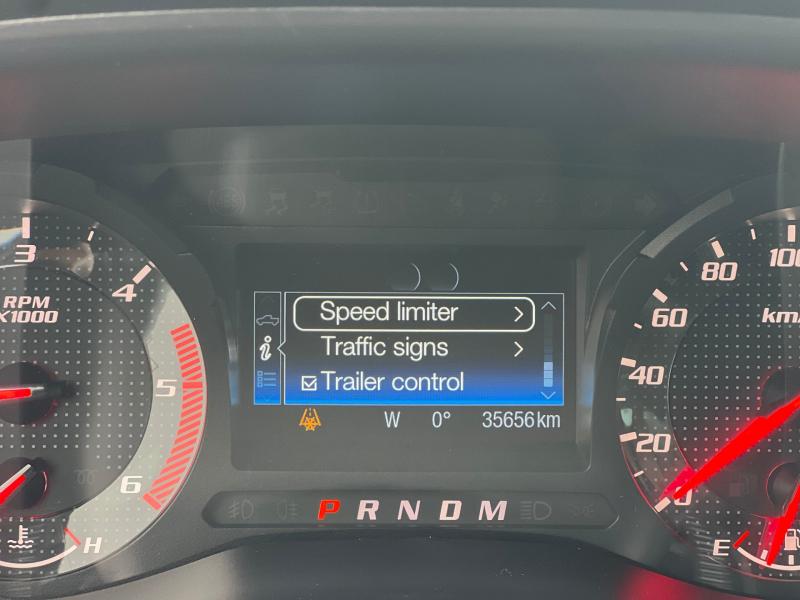 3
4
5
6
RPM
X1000
H
Speed limiter
Traffic signs
Trailer control
W 0° 35656km
P R N D M
100
80
60
40
20
0
km/
E